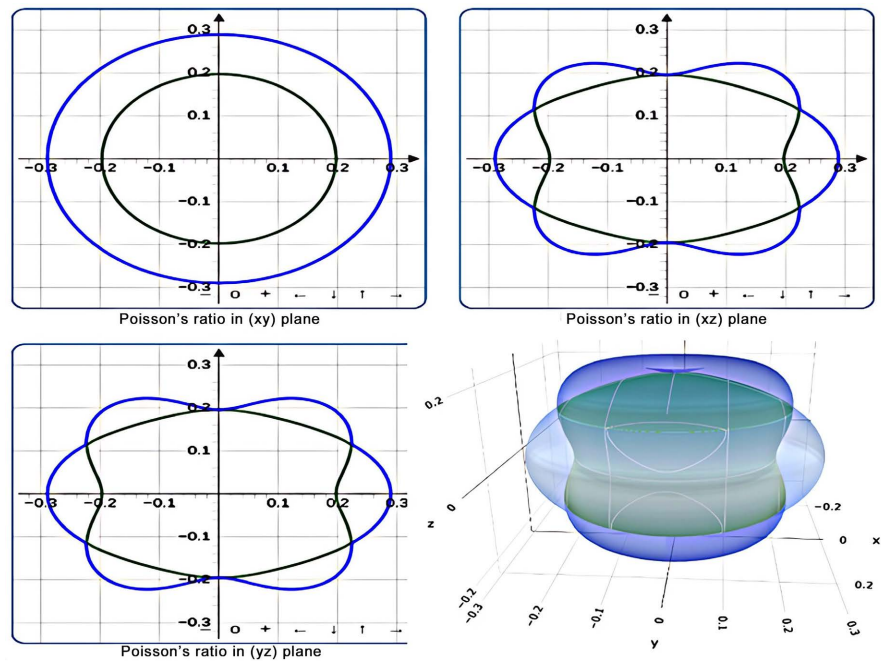 0.3
0.2
0.1
−0.3 −0.2 −0.1 0.1 0.2 0.3
−0.1
−0.2
−0.3
− o + ← ↓ ↑ →
Poisson's ratio in (xy) plane
0.3
0.2
0.1
−0.3 −0.2 −0.1 0.1 0.2 0.3
−0.1
−0.2
−0.3
− o + ← ↓ ↑ →
Poisson's ratio in (xz) plane
0.3
0.2
0.1
−0.3 −0.2 −0.1 0.1 0.2 0.3
−0.1
−0.2
−0.3
− o + ← ↓ ↑ →
Poisson's ratio in (yz) plane
0.2
0
z
−0.2
−0.2
0 x
0.2
−0.3
−0.2
−0.1
0
0.1
0.2
0.3
y